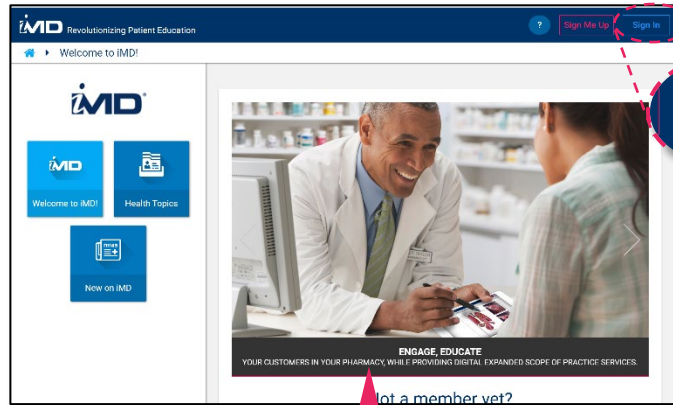 iMD Revolutionizing Patient Education
? Sign Me Up Sign In
Welcome to iMD!
iMD
iMD
Welcome to iMD!
Health Topics
New on iMD
ENGAGE, EDUCATE
YOUR CUSTOMERS IN YOUR PHARMACY, WHILE PROVIDING DIGITAL EXPANDED SCOPE OF PRACTICE SERVICES.
ot a member yet?